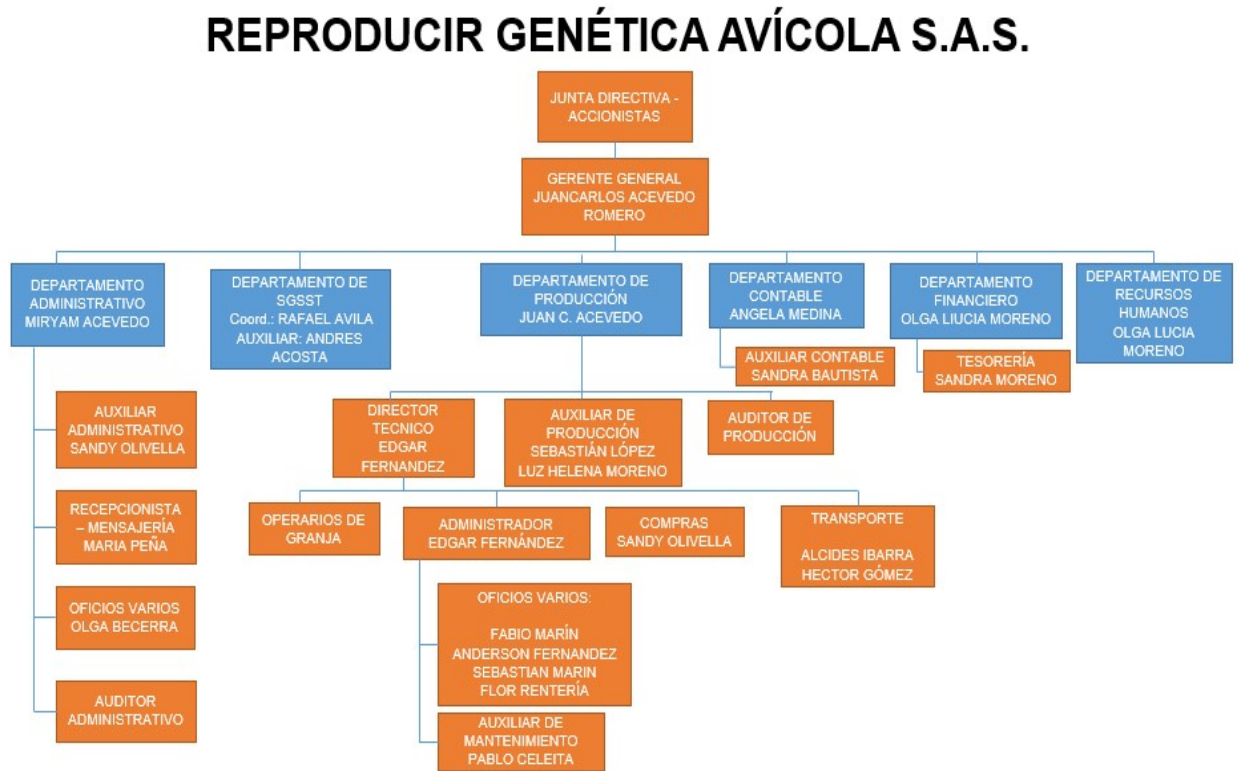 REPRODUCIR GENÉTICA AVÍCOLA S.A.S.
JUNTA DIRECTIVA -
ACCIONISTAS
GERENTE GENERAL
JUANCARLOS ACEVEDO
ROMERO
DEPARTAMENTO
ADMINISTRATIVO
MIRYAM ACEVEDO
DEPARTAMENTO DE
SGSST
Coord.: RAFAEL AVILA
AUXILIAR: ANDRES
ACOSTA
DEPARTAMENTO DE
PRODUCCIÓN
JUAN C. ACEVEDO
DEPARTAMENTO
CONTABLE
ANGELA MEDINA
DEPARTAMENTO
FINANCIERO
OLGA LIUCIA MORENO
DEPARTAMENTO DE
RECURSOS
HUMANOS
OLGA LUCIA
MORENO
AUXILIAR CONTABLE
SANDRA BAUTISTA
TESORERÍA
SANDRA MORENO
AUXILIAR
ADMINISTRATIVO
SANDY OLIVELLA
RECEPCIONISTA
– MENSAJERÍA
MARIA PEÑA
OFICIOS VARIOS
OLGA BECERRA
AUDITOR
ADMINISTRATIVO
DIRECTOR
TECNICO
EDGAR
FERNANDEZ
AUXILIAR DE
PRODUCCIÓN
SEBASTIÁN LÓPEZ
LUZ HELENA MORENO
AUDITOR DE
PRODUCCIÓN
OPERARIOS DE
GRANJA
ADMINISTRADOR
EDGAR FERNÁNDEZ
COMPRAS
SANDY OLIVELLA
TRANSPORTE
ALCIDES IBARRA
HECTOR GÓMEZ
OFICIOS VARIOS:
FABIO MARÍN
ANDERSON FERNANDEZ
SEBASTIAN MARIN
FLOR RENTERÍA
AUXILIAR DE
MANTENIMIENTO
PABLO CELEITA